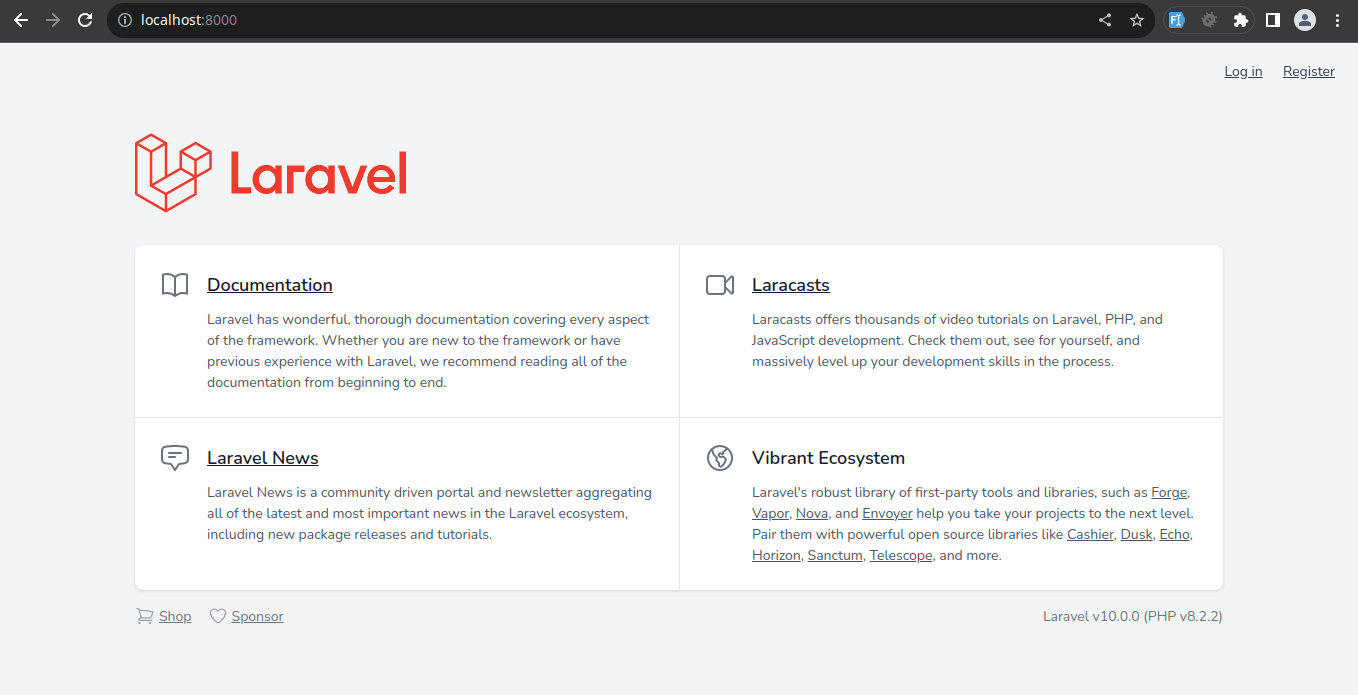 localhost:8000
Log in Register
Laravel
Documentation
Laravel has wonderful, thorough documentation covering every aspect
of the framework. Whether you are new to the framework or have
previous experience with Laravel, we recommend reading all of the
documentation from beginning to end.
Laracasts
Laracasts offers thousands of video tutorials on Laravel, PHP, and
JavaScript development. Check them out, see for yourself, and
massively level up your development skills in the process.
Laravel News
Laravel News is a community driven portal and newsletter aggregating
all of the latest and most important news in the Laravel ecosystem,
including new package releases and tutorials.
Vibrant Ecosystem
Laravel's robust library of first-party tools and libraries, such as Forge,
Vapor, Nova, and Envoyer help you take your projects to the next level.
Pair them with powerful open source libraries like Cashier, Dusk, Echo,
Horizon, Sanctum, Telescope, and more.
Shop Sponsor
Laravel v10.0.0 (PHP v8.2.2)